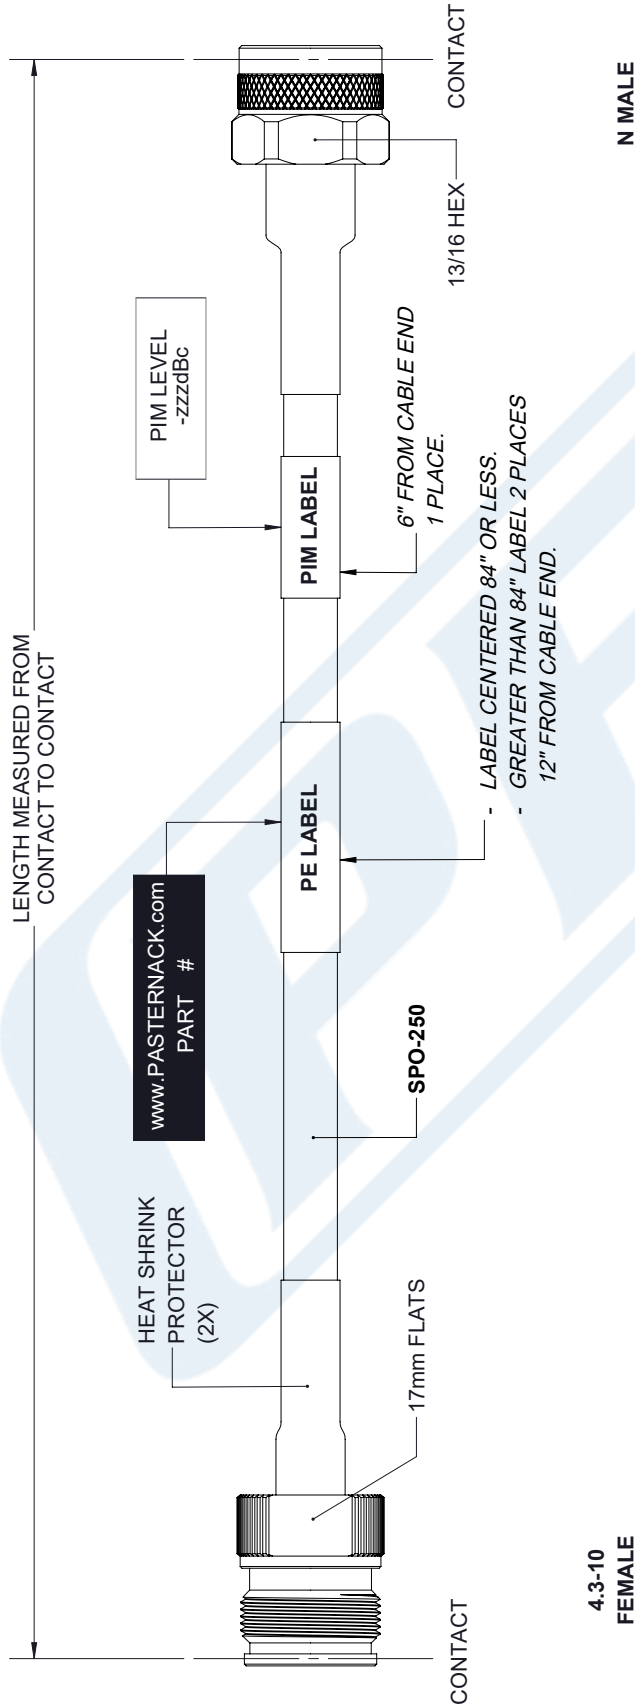 LENGTH MEASURED FROM
CONTACT TO CONTACT
www.PASTERNACK.com
PART #
PIM LEVEL
-zzzdBc
HEAT SHRINK
PROTECTOR
(2X)
PE LABEL
PIM LABEL
17mm FLATS
SPO-250
6" FROM CABLE END
1 PLACE.
13/16 HEX
CONTACT
CONTACT
- LABEL CENTERED 84" OR LESS.
- GREATER THAN 84" LABEL 2 PLACES
12" FROM CABLE END.
4.3-10
FEMALE
N MALE